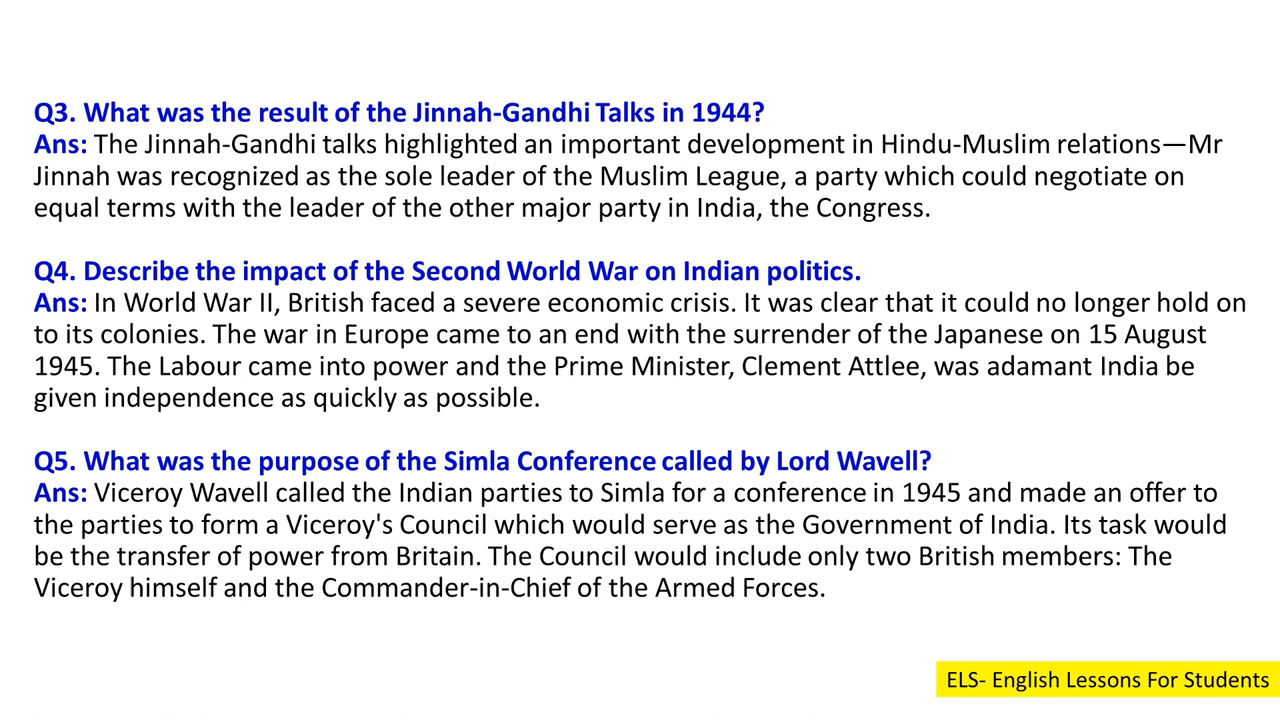 Q3. What was the result of the Jinnah-Gandhi Talks in 1944?
Ans: The Jinnah-Gandhi talks highlighted an important development in Hindu-Muslim relations—Mr
Jinnah was recognized as the sole leader of the Muslim League, a party which could negotiate on
equal terms with the leader of the other major party in India, the Congress.
Q4. Describe the impact of the Second World War on Indian politics.
Ans: In World War II, British faced a severe economic crisis. It was clear that it could no longer hold on
to its colonies. The war in Europe came to an end with the surrender of the Japanese on 15 August
1945. The Labour came into power and the Prime Minister, Clement Attlee, was adamant India be
given independence as quickly as possible.
Q5. What was the purpose of the Simla Conference called by Lord Wavell?
Ans: Viceroy Wavell called the Indian parties to Simla for a conference in 1945 and made an offer to
the parties to form a Viceroy's Council which would serve as the Government of India. Its task would
be the transfer of power from Britain. The Council would include only two British members: The
Viceroy himself and the Commander-in-Chief of the Armed Forces.
ELS- English Lessons For Students